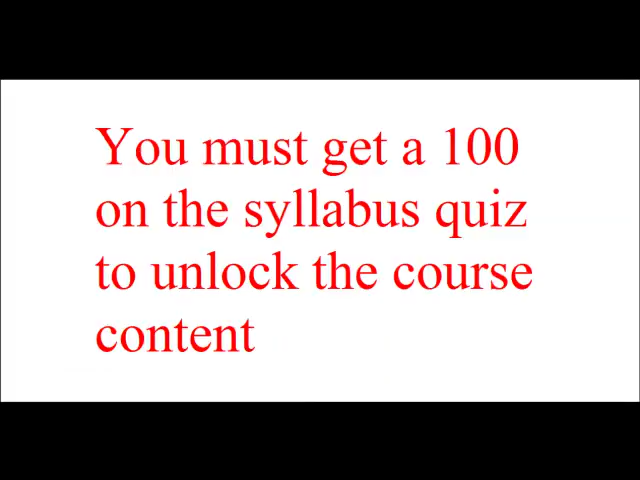 You must get a 100
on the syllabus quiz
to unlock the course
content